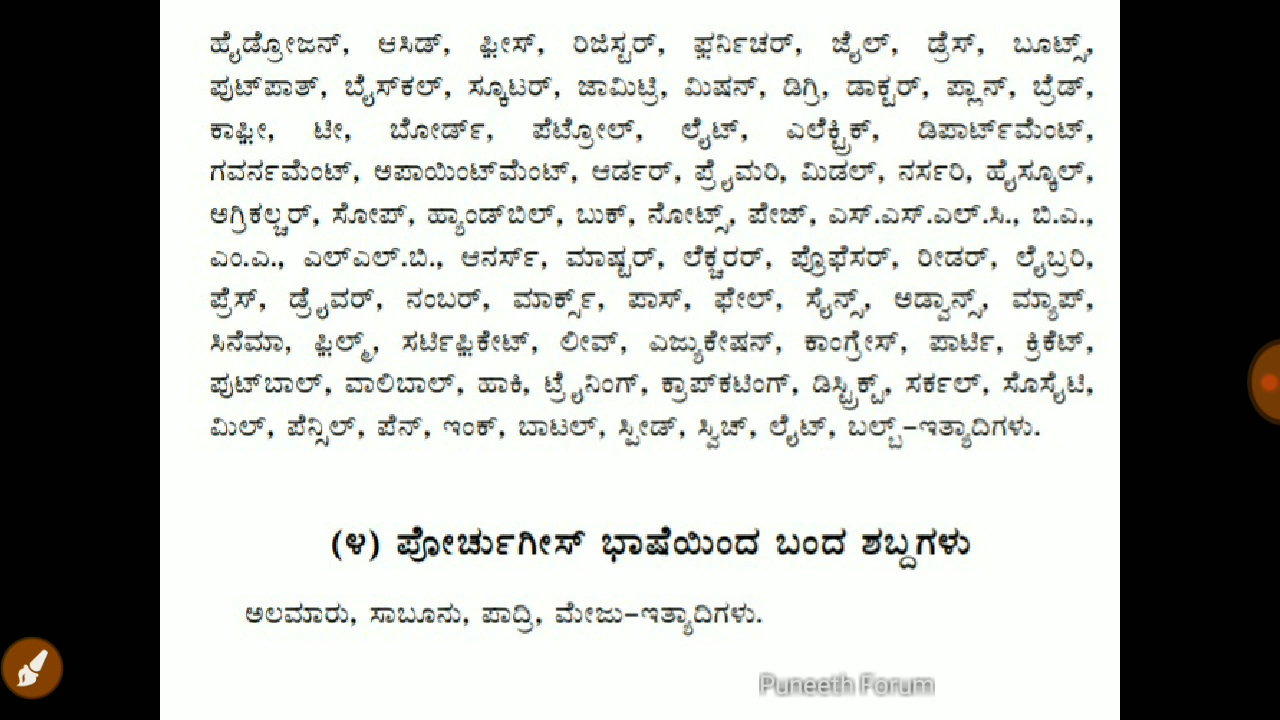 ಹೈಡ್ರೋಜನ್, ಆಸಿಡ್, ಫ಼ೀಸ್, ರಿಜಿಸ್ಟರ್, ಫ಼ರ್ನಿಚರ್, ಜೈಲ್, ಡ್ರೆಸ್, ಬೂಟ್ಸ್,
ಫುಟ್‌ಪಾತ್, ಬೈಸ್‌ಕಲ್, ಸ್ಕೂಟರ್, ಜಾಮಿಟ್ರಿ, ಮಿಷನ್, ಡಿಗ್ರಿ, ಡಾಕ್ಟರ್, ಪ್ಲಾನ್, ಬ್ರೆಡ್,
ಕಾಫ಼ೀ, ಟೀ, ಬೋರ್ಡ್, ಪೆಟ್ರೋಲ್, ಲೈಟ್, ಎಲೆಕ್ಟ್ರಿಕ್, ಡಿಪಾರ್ಟ್‌ಮೆಂಟ್,
ಗವರ್ನಮೆಂಟ್, ಅಪಾಯಿಂಟ್‌ಮೆಂಟ್, ಆರ್ಡರ್, ಪ್ರೈಮರಿ, ಮಿಡಲ್, ನರ್ಸರಿ, ಹೈಸ್ಕೂಲ್,
ಅಗ್ರಿಕಲ್ಚರ್, ಸೋಪ್, ಹ್ಯಾಂಡ್‌ಬಿಲ್, ಬುಕ್, ನೋಟ್ಸ್, ಪೇಜ್, ಎಸ್.ಎಸ್.ಎಲ್.ಸಿ., ಬಿ.ಎ.,
ಎಂ.ಎ., ಎಲ್‌ಎಲ್.ಬಿ., ಆನರ್ಸ್, ಮಾಷ್ಟರ್, ಲೆಕ್ಚರರ್, ಪ್ರೊಫೆಸರ್, ರೀಡರ್, ಲೈಬ್ರರಿ,
ಪ್ರೆಸ್, ಡ್ರೈವರ್, ನಂಬರ್, ಮಾರ್ಕ್ಸ್, ಪಾಸ್, ಫೇಲ್, ಸೈನ್ಸ್, ಅಡ್ವಾನ್ಸ್, ಮ್ಯಾಪ್,
ಸಿನೆಮಾ, ಫ಼ಿಲ್ಮ್, ಸರ್ಟಿಫ಼ಿಕೇಟ್, ಲೀವ್, ಎಜ್ಯುಕೇಷನ್, ಕಾಂಗ್ರೇಸ್, ಪಾರ್ಟಿ, ಕ್ರಿಕೆಟ್,
ಫುಟ್‌ಬಾಲ್, ವಾಲಿಬಾಲ್, ಹಾಕಿ, ಟ್ರೈನಿಂಗ್, ಕ್ರಾಪ್‌ಕಟಿಂಗ್, ಡಿಸ್ಟ್ರಿಕ್ಟ್, ಸರ್ಕಲ್, ಸೊಸೈಟಿ,
ಮಿಲ್, ಪೆನ್ಸಿಲ್, ಪೆನ್, ಇಂಕ್, ಬಾಟಲ್, ಸ್ಪೀಡ್, ಸ್ವಿಚ್, ಲೈಟ್, ಬಲ್ಬ್–ಇತ್ಯಾದಿಗಳು.
(೪) ಪೋರ್ಚುಗೀಸ್ ಭಾಷೆಯಿಂದ ಬಂದ ಶಬ್ದಗಳು
ಅಲಮಾರು, ಸಾಬೂನು, ಪಾದ್ರಿ, ಮೇಜು–ಇತ್ಯಾದಿಗಳು.
Puneeth Forum